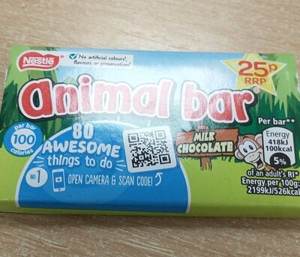 Nestlé
No artificial colours,
flavours or preservatives
25p
RRP
animal bar
per bar
100
calories
80
AWESOME
things to do
OPEN CAMERA & SCAN CODE!
MILK
CHOCOLATE
Per bar**
Energy
418kJ
100kcal
5%
of an adult's RI*
Energy per 100g:
2199kJ/526kcal